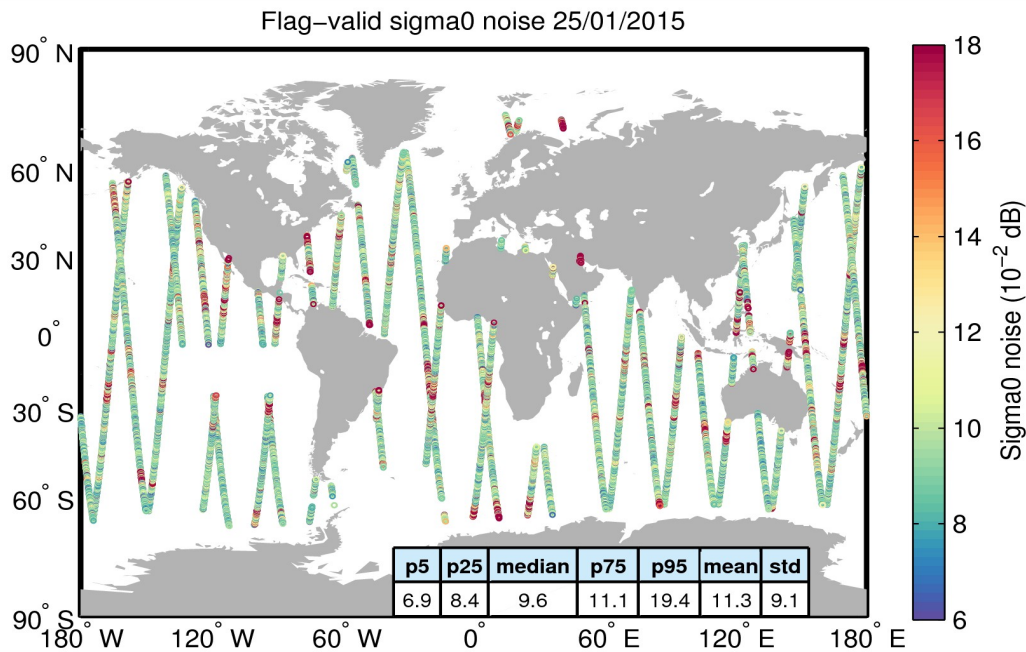 Flag−valid sigma0 noise 25/01/2015
90° N
60° N
30° N
0°
30° S
60° S
90° S
180° W 120° W 60° W 0° 60° E 120° E 180° E
p5 p25 median p75 p95 mean std
6.9 8.4 9.6 11.1 19.4 11.3 9.1
18
16
14
12
10
8
6
Sigma0 noise (10⁻² dB)